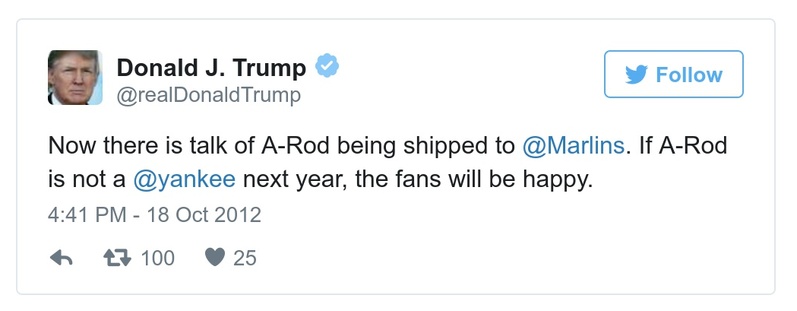 Donald J. Trump
@realDonaldTrump
Follow
Now there is talk of A-Rod being shipped to @Marlins. If A-Rod
is not a @yankee next year, the fans will be happy.
4:41 PM - 18 Oct 2012
100 25